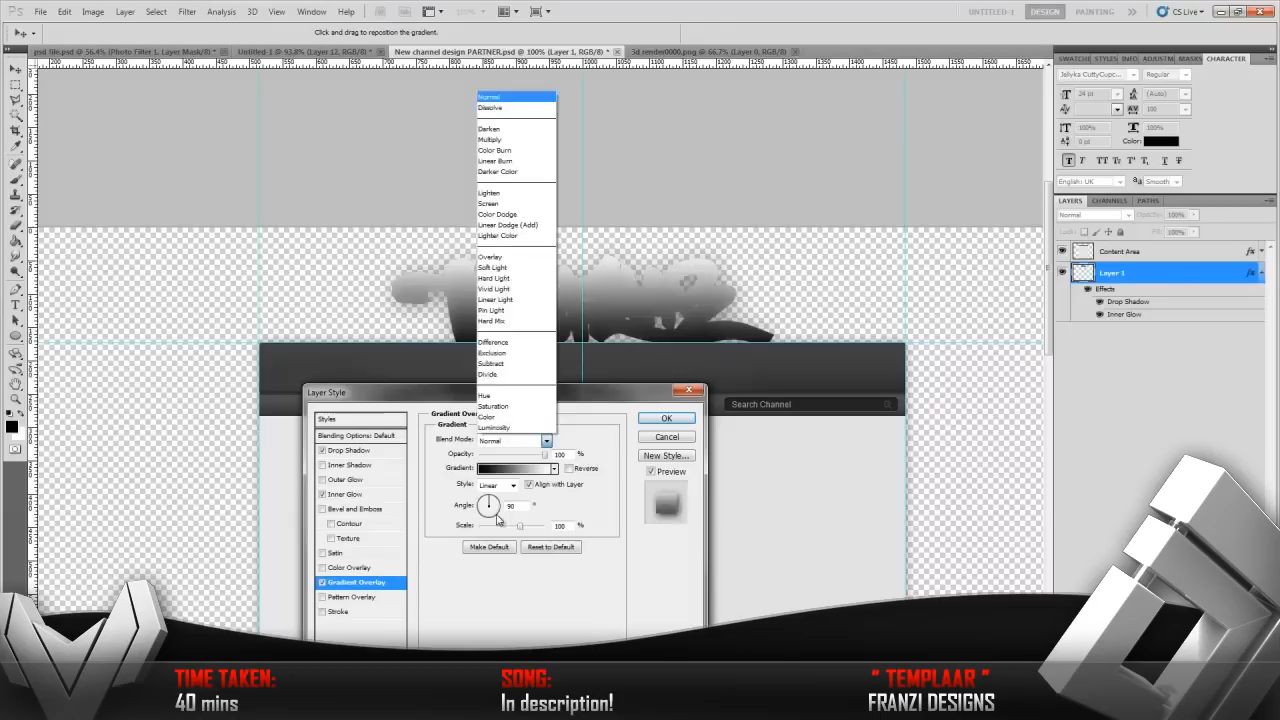 Ps File Edit Image Layer Select Filter Analysis 3D View Window Help
UNTITLED-1 DESIGN PAINTING CS Live
Click and drag to reposition the gradient.
psd file.psd @ 56.4% (Photo Filter 1, Layer Mask/8) *
Untitled-1 @ 93.8% (Layer 12, RGB/8) *
New channel design PARTNER.psd @ 100% (Layer 1, RGB/8) *
3d render0000.png @ 66.7% (Layer 0, RGB/8)
SWATCHE STYLES INFO ADJUSTM MASKS CHARACTER
Regular
24 pt (Auto)
100
100% 100%
0 pt Color:
English: UK Smooth
LAYERS CHANNELS PATHS
Normal Opacity: 100%
Lock: Fill: 100%
Content Area
Layer 1
Effects
Drop Shadow
Inner Glow
Normal
Dissolve
Darken
Multiply
Color Burn
Linear Burn
Darker Color
Lighten
Screen
Color Dodge
Linear Dodge (Add)
Lighter Color
Overlay
Soft Light
Hard Light
Vivid Light
Linear Light
Pin Light
Hard Mix
Difference
Exclusion
Subtract
Divide
Hue
Saturation
Color
Luminosity
Search Channel
Layer Style
Styles
Blending Options: Default
Drop Shadow
Inner Shadow
Outer Glow
Inner Glow
Bevel and Emboss
Contour
Texture
Satin
Color Overlay
Gradient Overlay
Pattern Overlay
Stroke
Gradient
Blend Mode: Normal
Opacity: 100 %
Gradient: Reverse
Style: Linear Align with Layer
Angle: 90 °
Scale: 100 %
Make Default Reset to Default
OK
Cancel
New Style...
Preview
TIME TAKEN:
40 mins
SONG:
In description!
" TEMPLAAR "
FRANZI DESIGNS